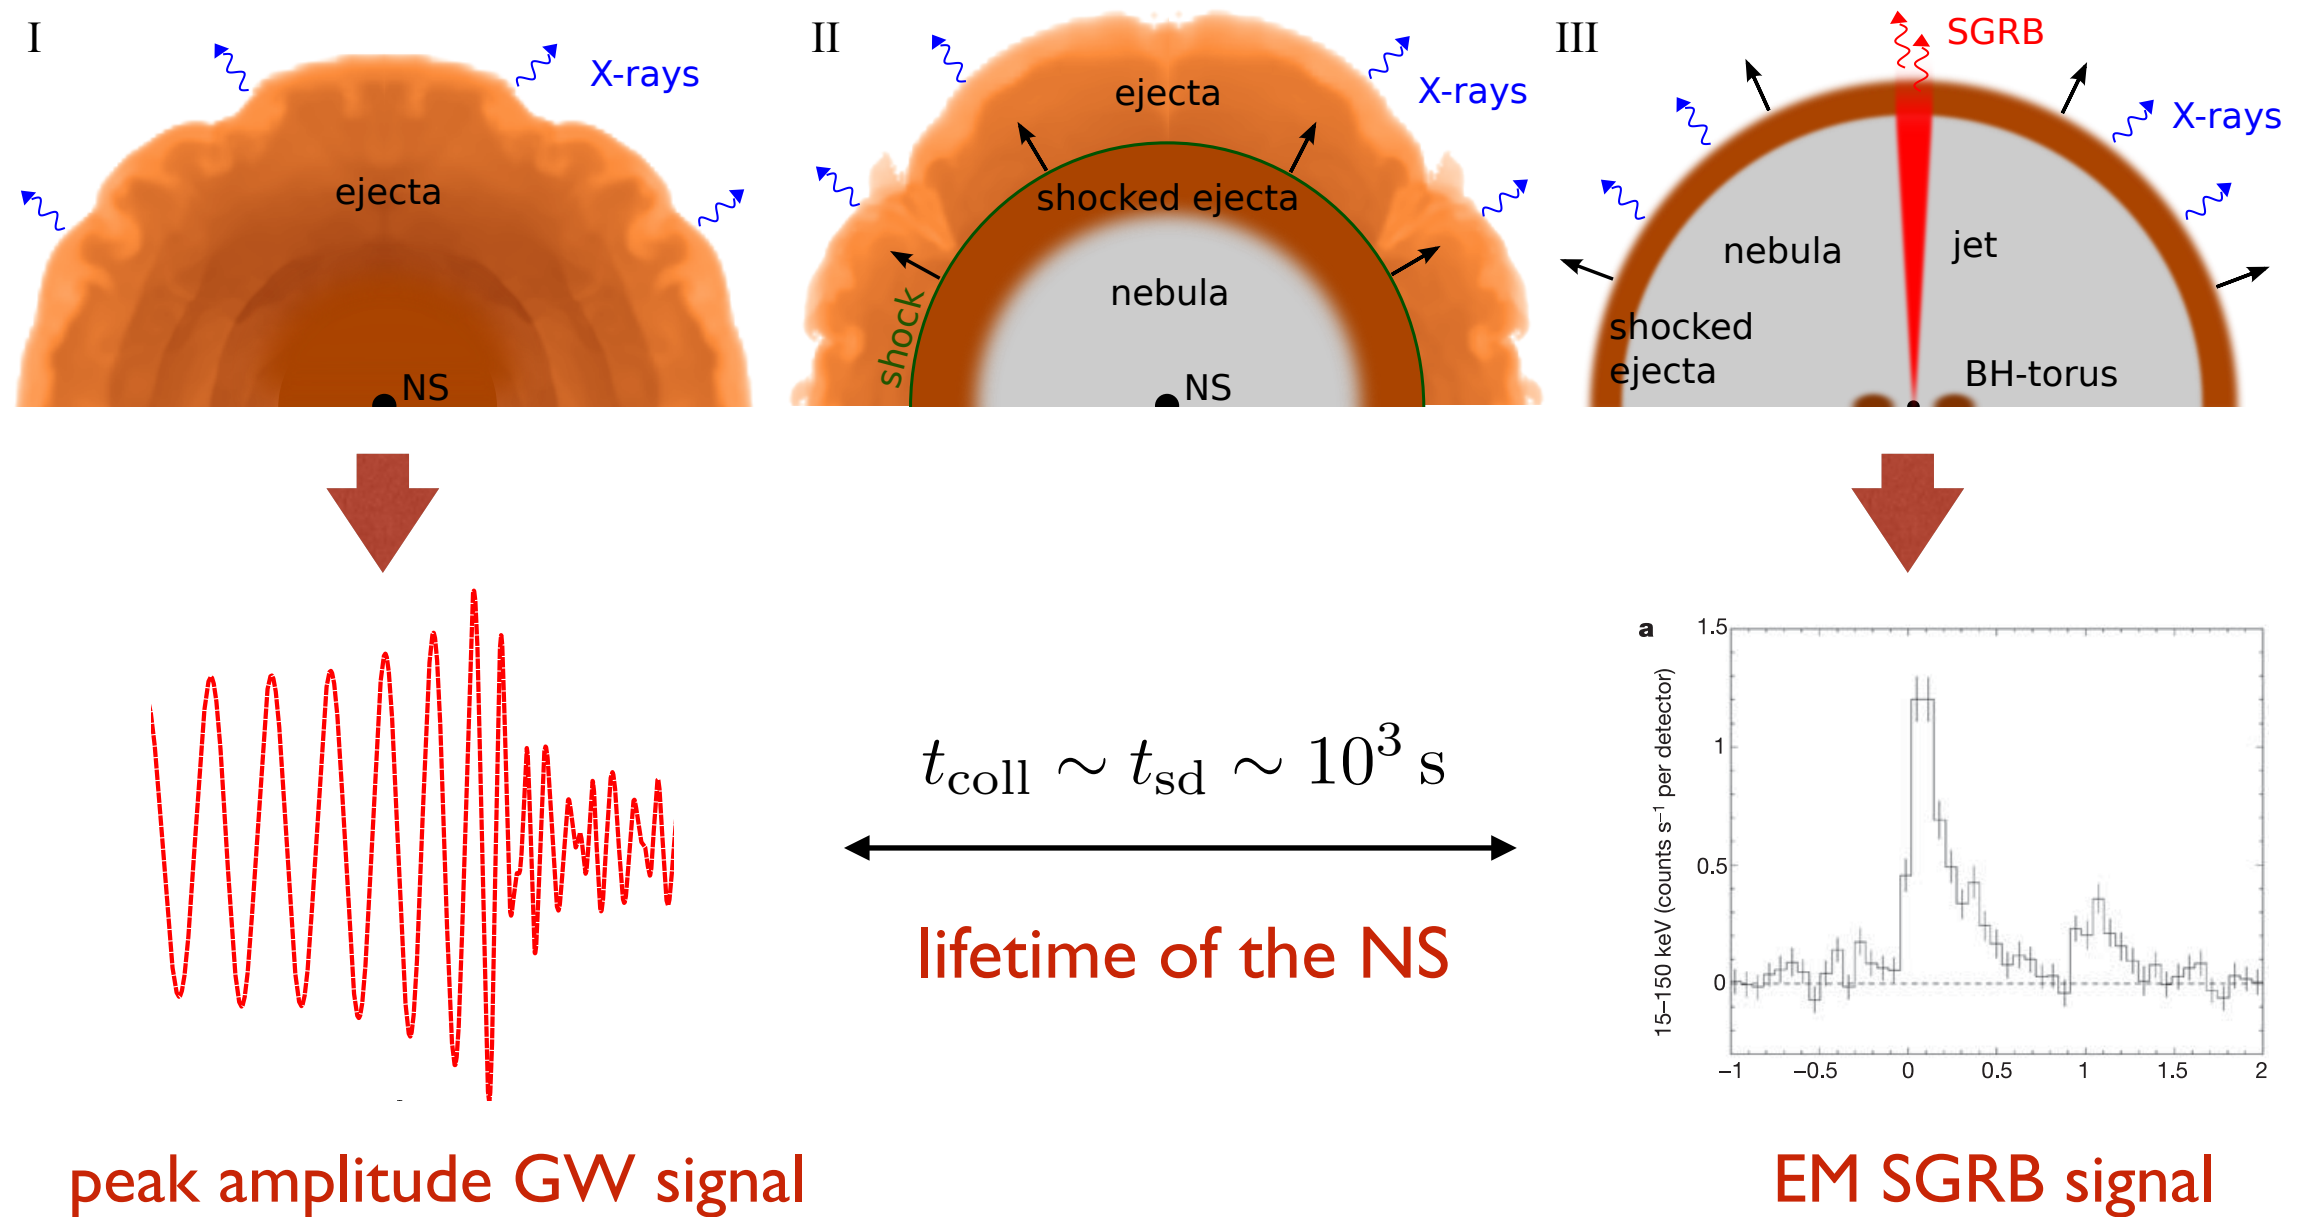 I
X-rays
ejecta
NS
II
ejecta
X-rays
shocked ejecta
nebula
shock
NS
III
SGRB
X-rays
nebula
jet
shocked
ejecta
BH-torus
t_coll ∼ t_sd ∼ 10³ s
lifetime of the NS
a
15–150 keV (counts s⁻¹ per detector)
1.5
1
0.5
0
−1 −0.5 0 0.5 1 1.5 2
peak amplitude GW signal
EM SGRB signal